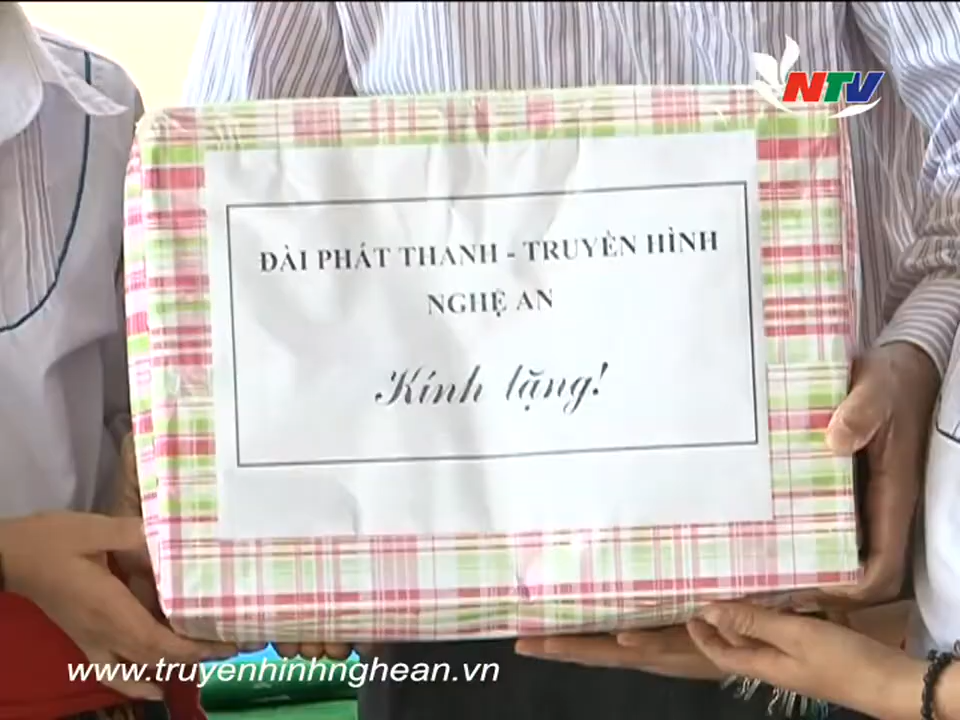 NTV
ĐÀI PHÁT THANH - TRUYỀN HÌNH
NGHỆ AN
Kính tặng!
www.truyenhinhnghean.vn